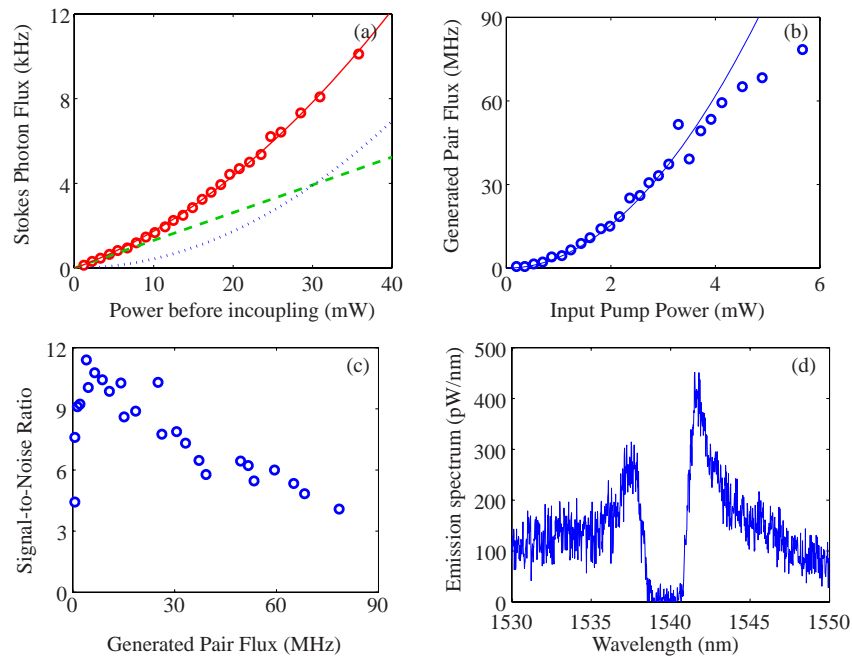 12
8
4
0
Stokes Photon Flux (kHz)
(a)
0 10 20 30 40
Power before incoupling (mW)
90
60
30
0
Generated Pair Flux (MHz)
(b)
0 2 4 6
Input Pump Power (mW)
12
9
6
3
0
Signal-to-Noise Ratio
(c)
0 30 60 90
Generated Pair Flux (MHz)
500
400
300
200
100
0
Emission spectrum (pW/nm)
(d)
1530 1535 1540 1545 1550
Wavelength (nm)